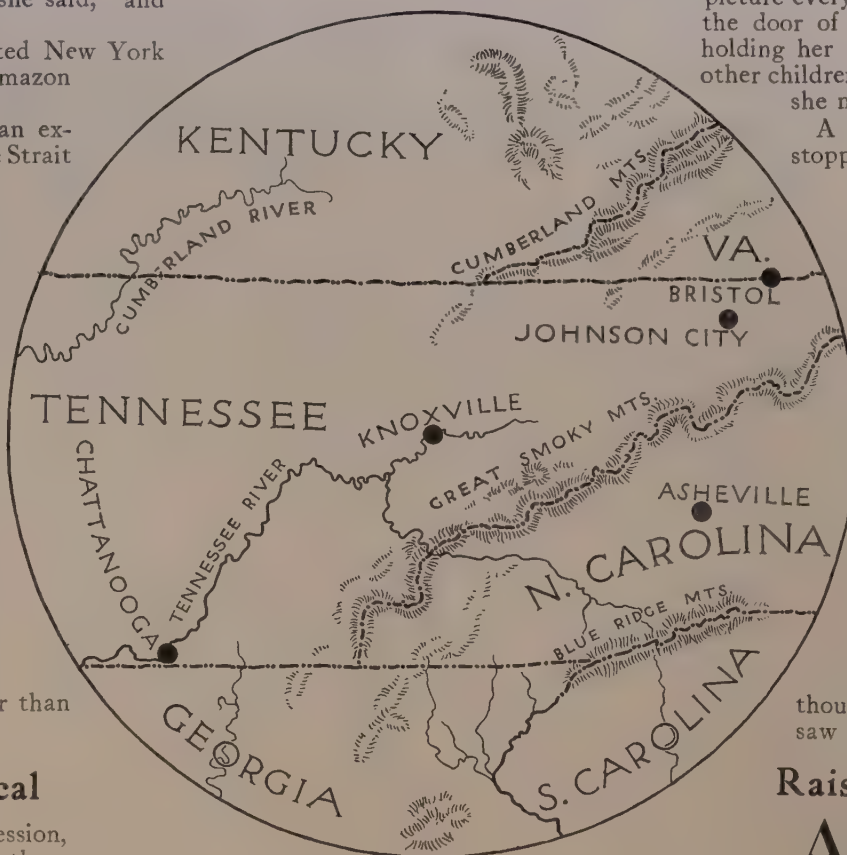 she said, and
ted New York
mazon
an ex-
Strait
picture every
the door of
holding her
other children
she
A
stopp
KENTUCKY
CUMBERLAND RIVER
CUMBERLAND MTS.
VA.
BRISTOL
JOHNSON CITY
TENNESSEE
KNOXVILLE
GREAT SMOKY MTS.
CHATTANOOGA
TENNESSEE RIVER
ASHEVILLE
N. CAROLINA
BLUE RIDGE MTS.
GEORGIA
S. CAROLINA
r than
cal
ession,
thou
saw
Rais
A